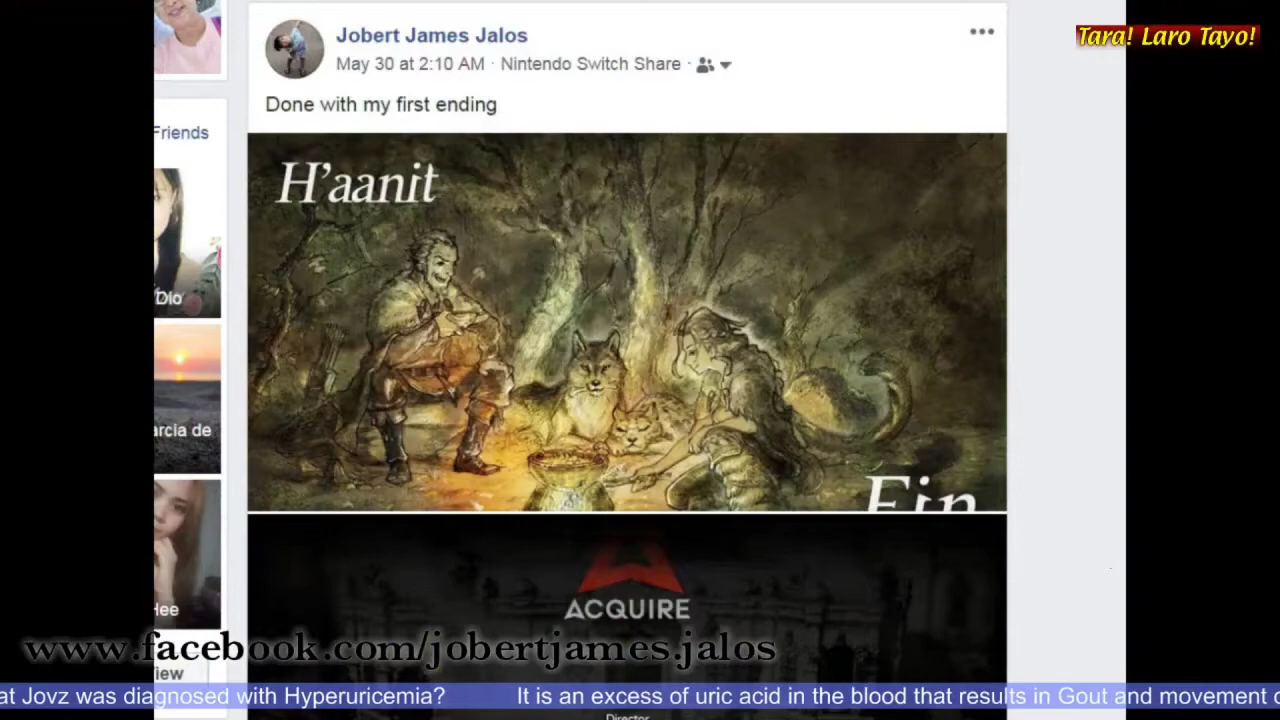 Tara! Laro Tayo!
Jobert James Jalos
May 30 at 2:10 AM · Nintendo Switch Share ·
Done with my first ending
Friends
H'aanit
Dio
arcia de
Fin
Hee
ACQUIRE
www.facebook.com/jobertjames.jalos
iew
at Jovz was diagnosed with Hyperuricemia? It is an excess of uric acid in the blood that results in Gout and movement
Director